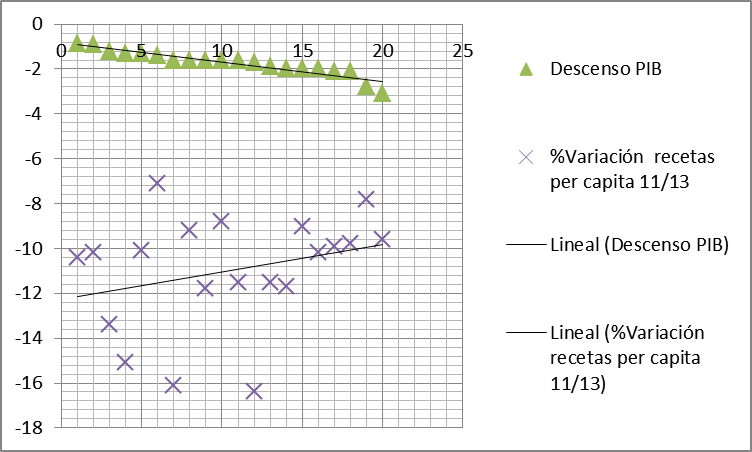 0
0 5 10 15 20 25
-2
-4
-6
-8
-10
-12
-14
-16
-18
Descenso PIB
%Variación recetas
per capita 11/13
Lineal (Descenso PIB)
Lineal (%Variación
recetas per capita
11/13)